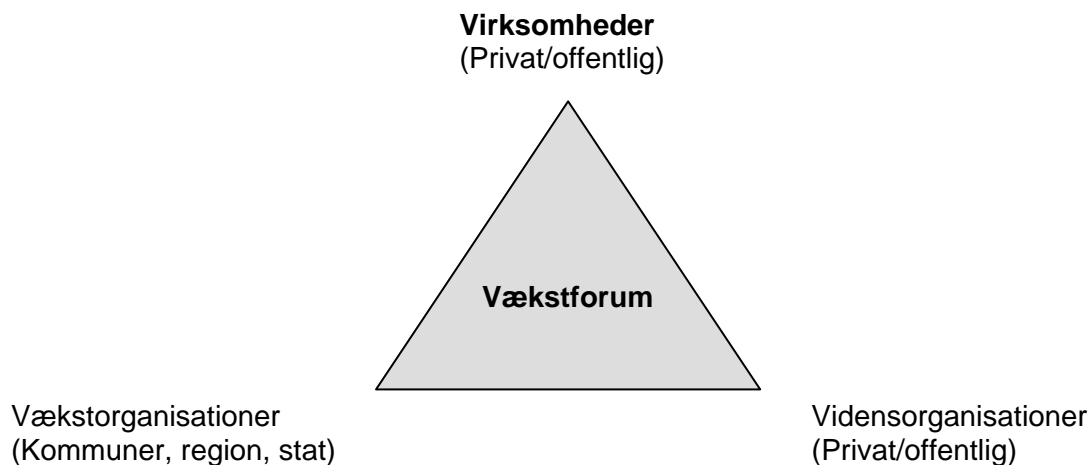 Virksomheder
(Privat/offentlig)
Vækstforum
Vækstorganisationer
(Kommuner, region, stat)
Vidensorganisationer
(Privat/offentlig)